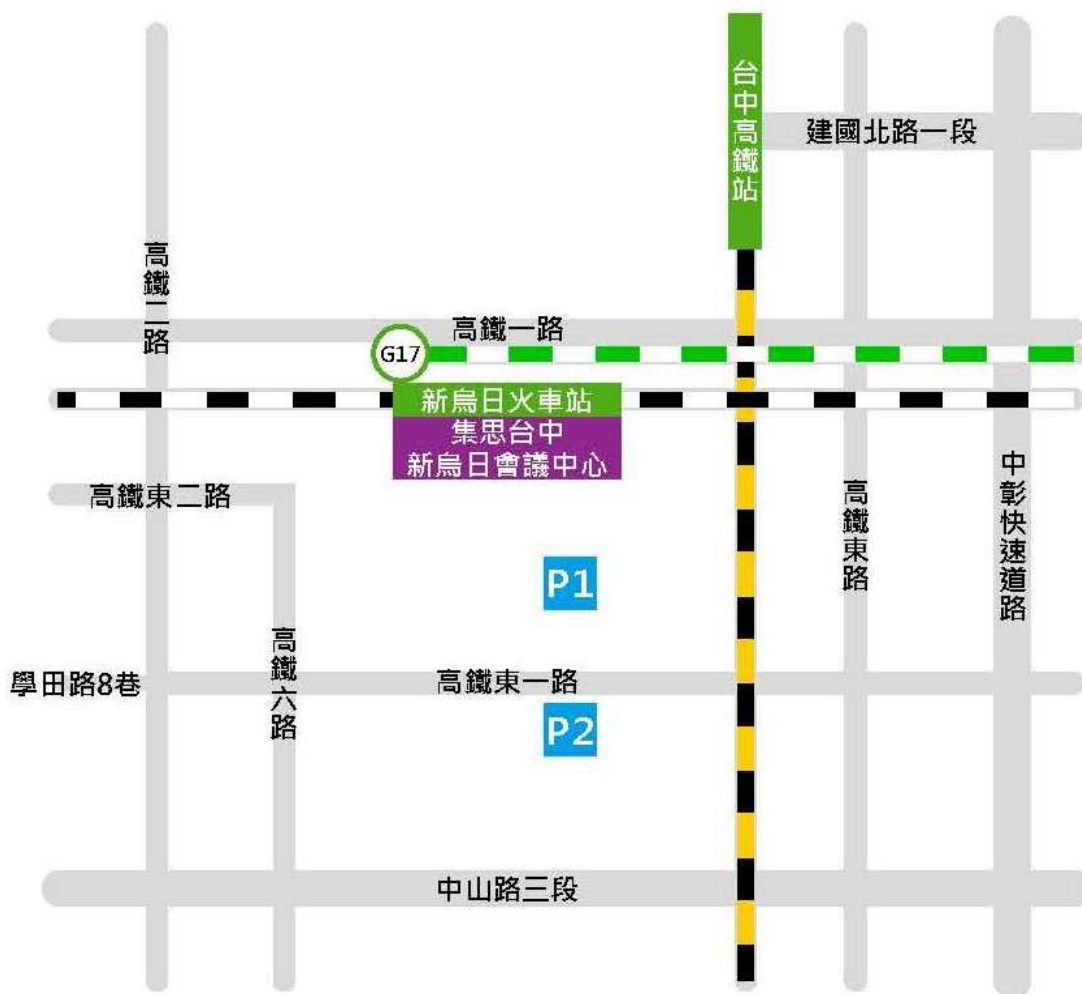 台中高鐵站
建國北路一段
高鐵二路
高鐵一路
G17
新烏日火車站
集思台中
新烏日會議中心
高鐵東二路
高鐵東路
中彰快速道路
P1
高鐵六路
學田路8巷
高鐵東一路
P2
中山路三段